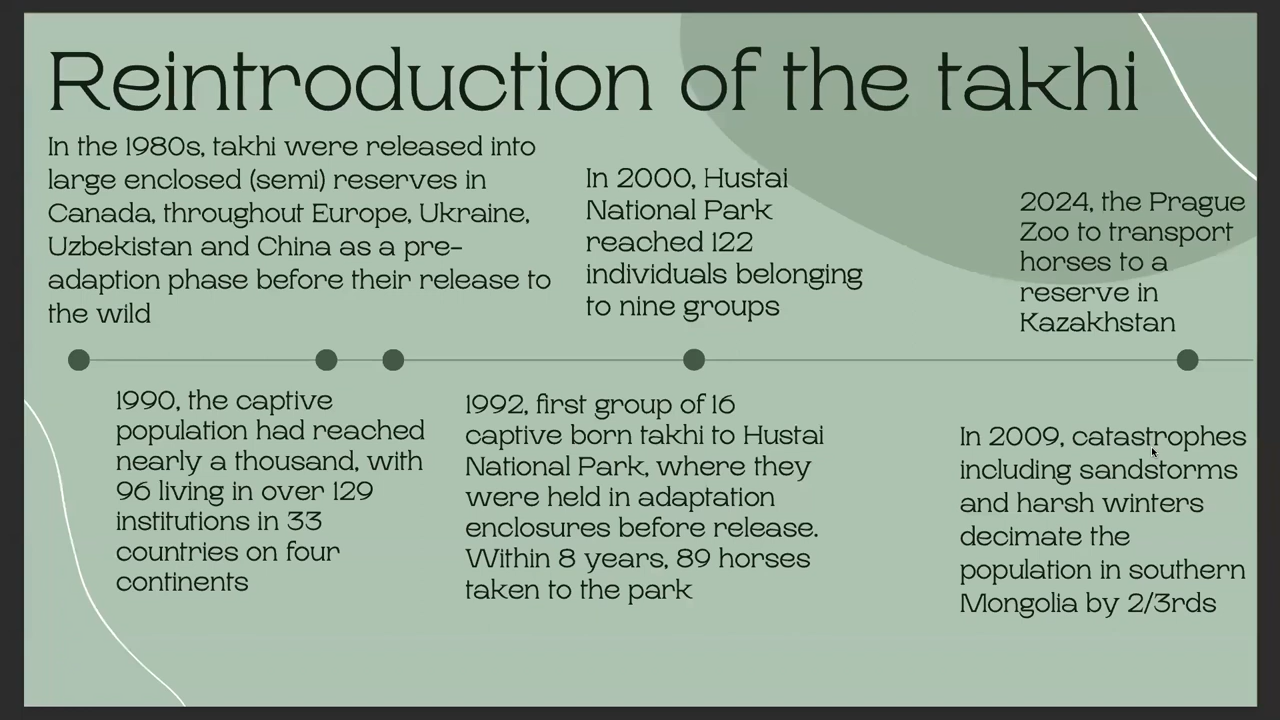 Reintroduction of the takhi
In the 1980s, takhi were released into
large enclosed (semi) reserves in
Canada, throughout Europe, Ukraine,
Uzbekistan and China as a pre-
adaption phase before their release to
the wild
1990, the captive
population had reached
nearly a thousand, with
96 living in over 129
institutions in 33
countries on four
continents
1992, first group of 16
captive born takhi to Hustai
National Park, where they
were held in adaptation
enclosures before release.
Within 8 years, 89 horses
taken to the park
In 2000, Hustai
National Park
reached 122
individuals belonging
to nine groups
In 2009, catastrophes
including sandstorms
and harsh winters
decimate the
population in southern
Mongolia by 2/3rds
2024, the Prague
Zoo to transport
horses to a
reserve in
Kazakhstan